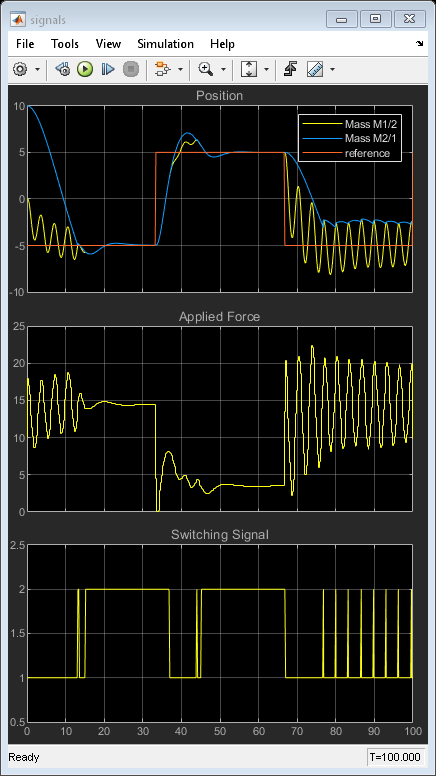 signals
File Tools View Simulation Help
Position
10
5
0
-5
-10
Mass M1/2
Mass M2/1
reference
Applied Force
25
20
15
10
5
0
Switching Signal
2.5
2
1.5
1
0.5
0 10 20 30 40 50 60 70 80 90 100
Ready T=100.000